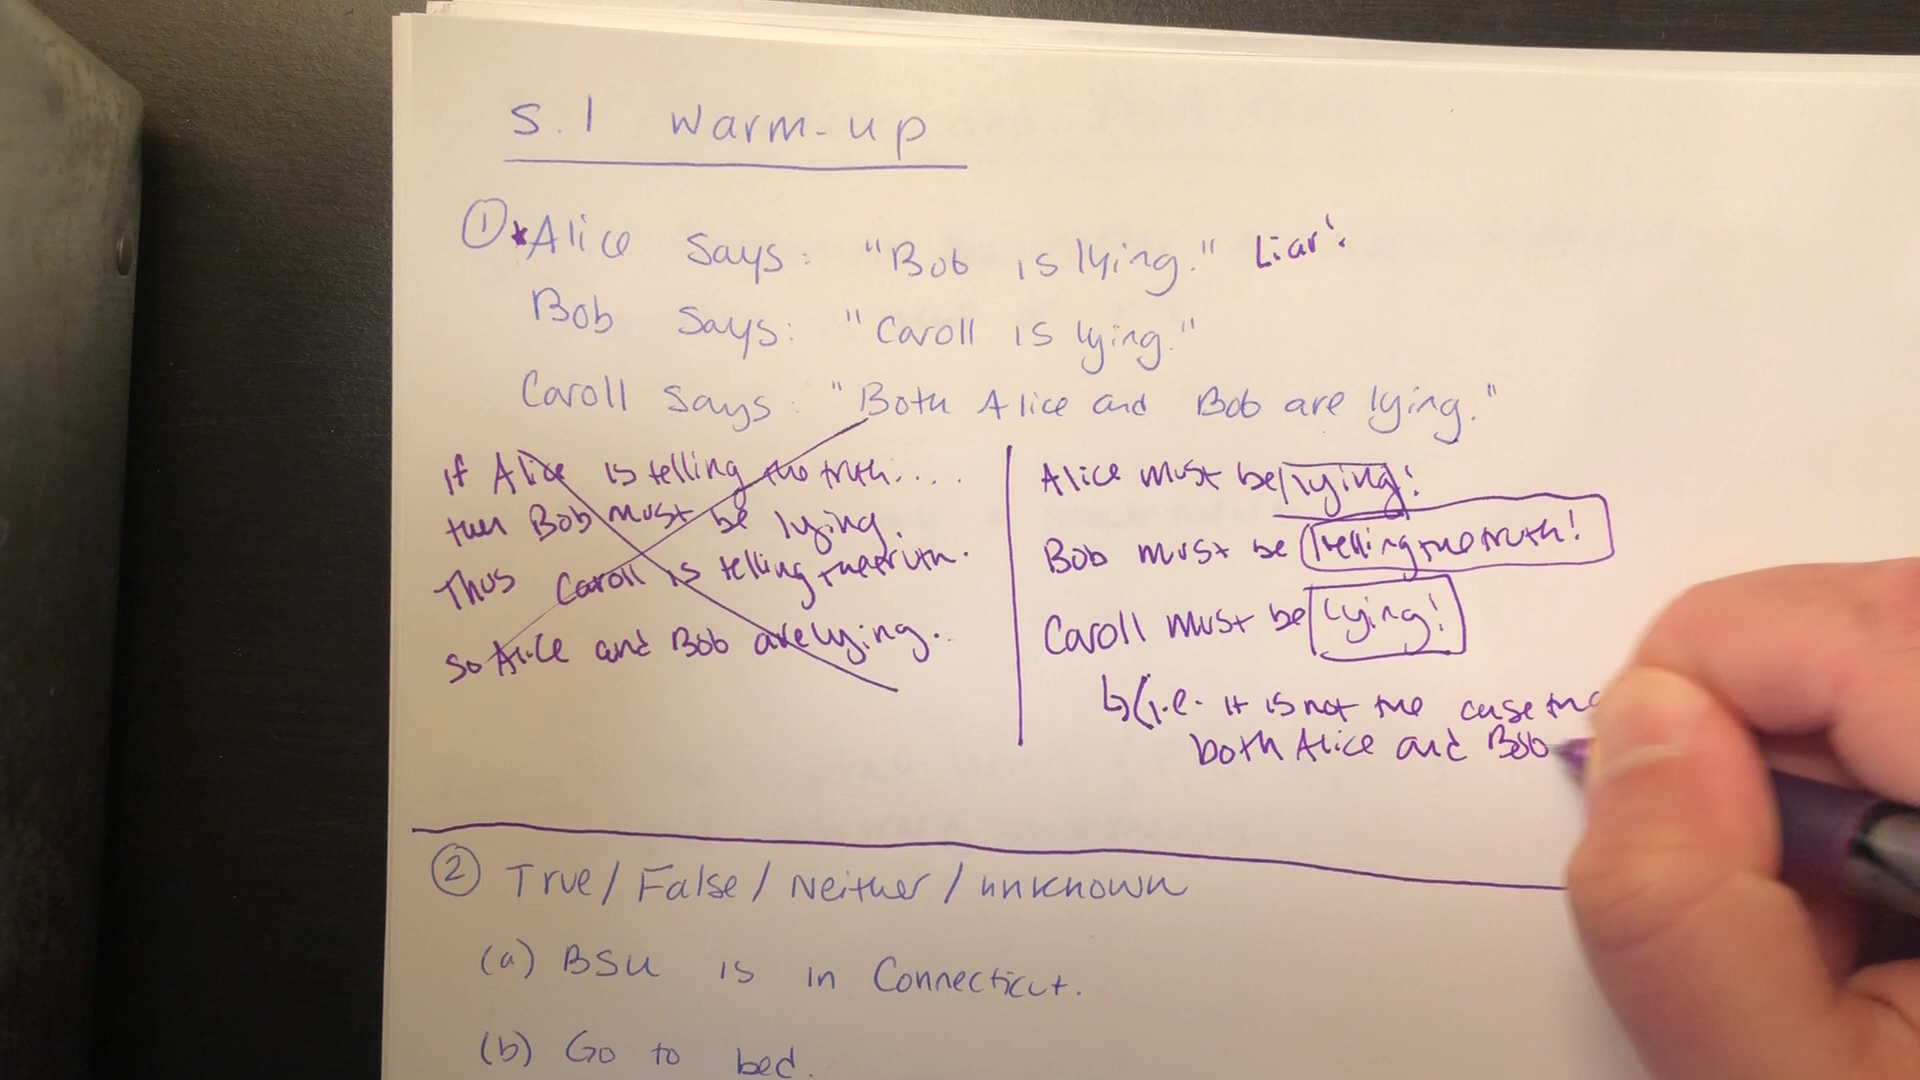 S.1 Warm-up
① *Alice says: "Bob is lying." Liar!
Bob says: "Caroll is lying."
Caroll says: "Both Alice and Bob are lying."
If Alice is telling the truth....
then Bob must be lying.
Thus Caroll is telling the truth.
so Alice and Bob are lying.
Alice must be lying!
Bob must be telling the truth!
Caroll must be lying!
(i.e. it is not the case
both Alice and Bob
② True/False/Neither/unknown
(a) BSU is in Connecticut.
(b) Go to bed.